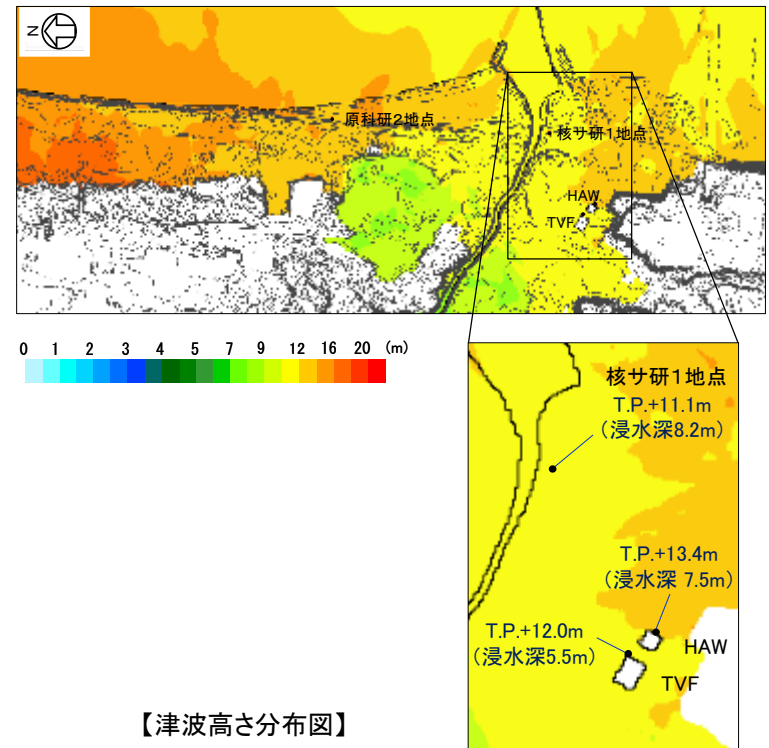 N
原科研2地点
核サ研1地点
HAW
TVF
0 1 2 3 4 5 7 9 12 16 20 (m)
核サ研1地点
T.P.+11.1m
(浸水深8.2m)
T.P.+13.4m
(浸水深 7.5m)
T.P.+12.0m
(浸水深5.5m)
HAW
TVF
【津波高さ分布図】